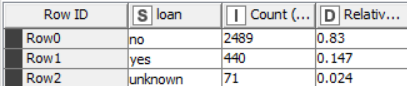 Row ID S loan I Count (... D Relativ...
Row0 no 2489 0.83
Row1 yes 440 0.147
Row2 unknown 71 0.024